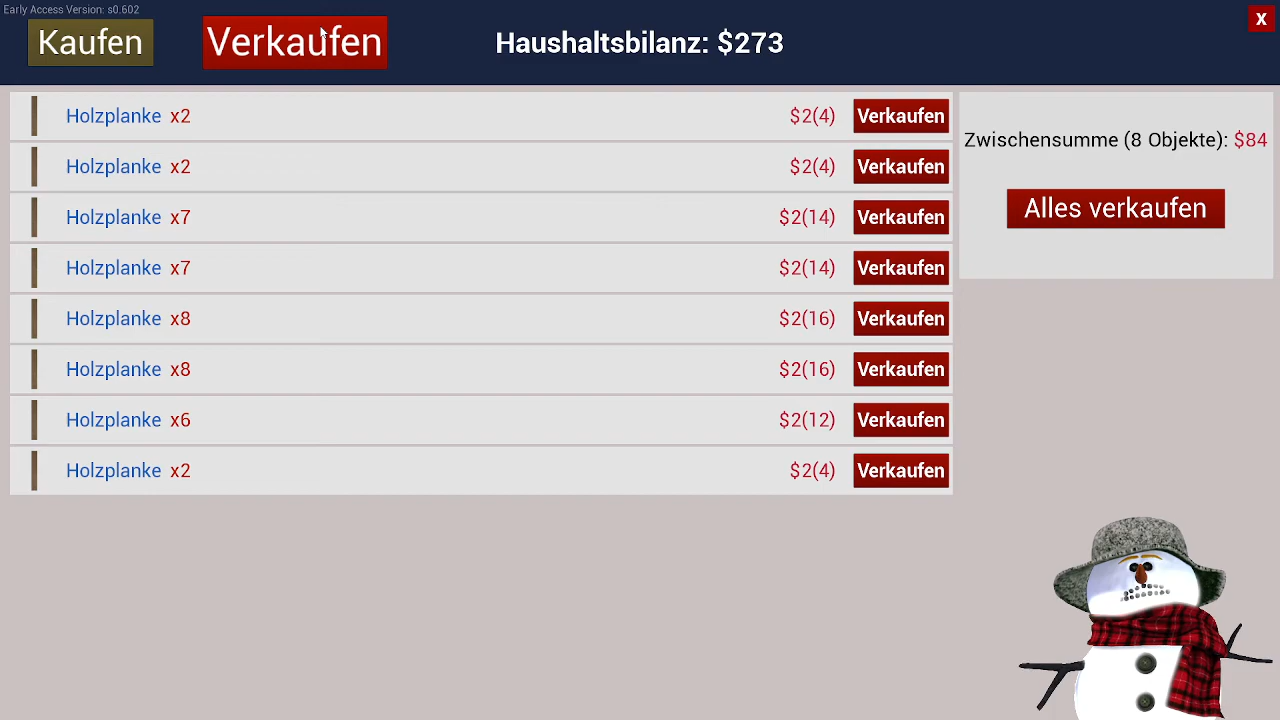 Early Access Version: s0.602
Kaufen Verkaufen Haushaltsbilanz: $273 X
Holzplanke x2 $2(4) Verkaufen
Holzplanke x2 $2(4) Verkaufen
Holzplanke x7 $2(14) Verkaufen
Holzplanke x7 $2(14) Verkaufen
Holzplanke x8 $2(16) Verkaufen
Holzplanke x8 $2(16) Verkaufen
Holzplanke x6 $2(12) Verkaufen
Holzplanke x2 $2(4) Verkaufen
Zwischensumme (8 Objekte): $84
Alles verkaufen